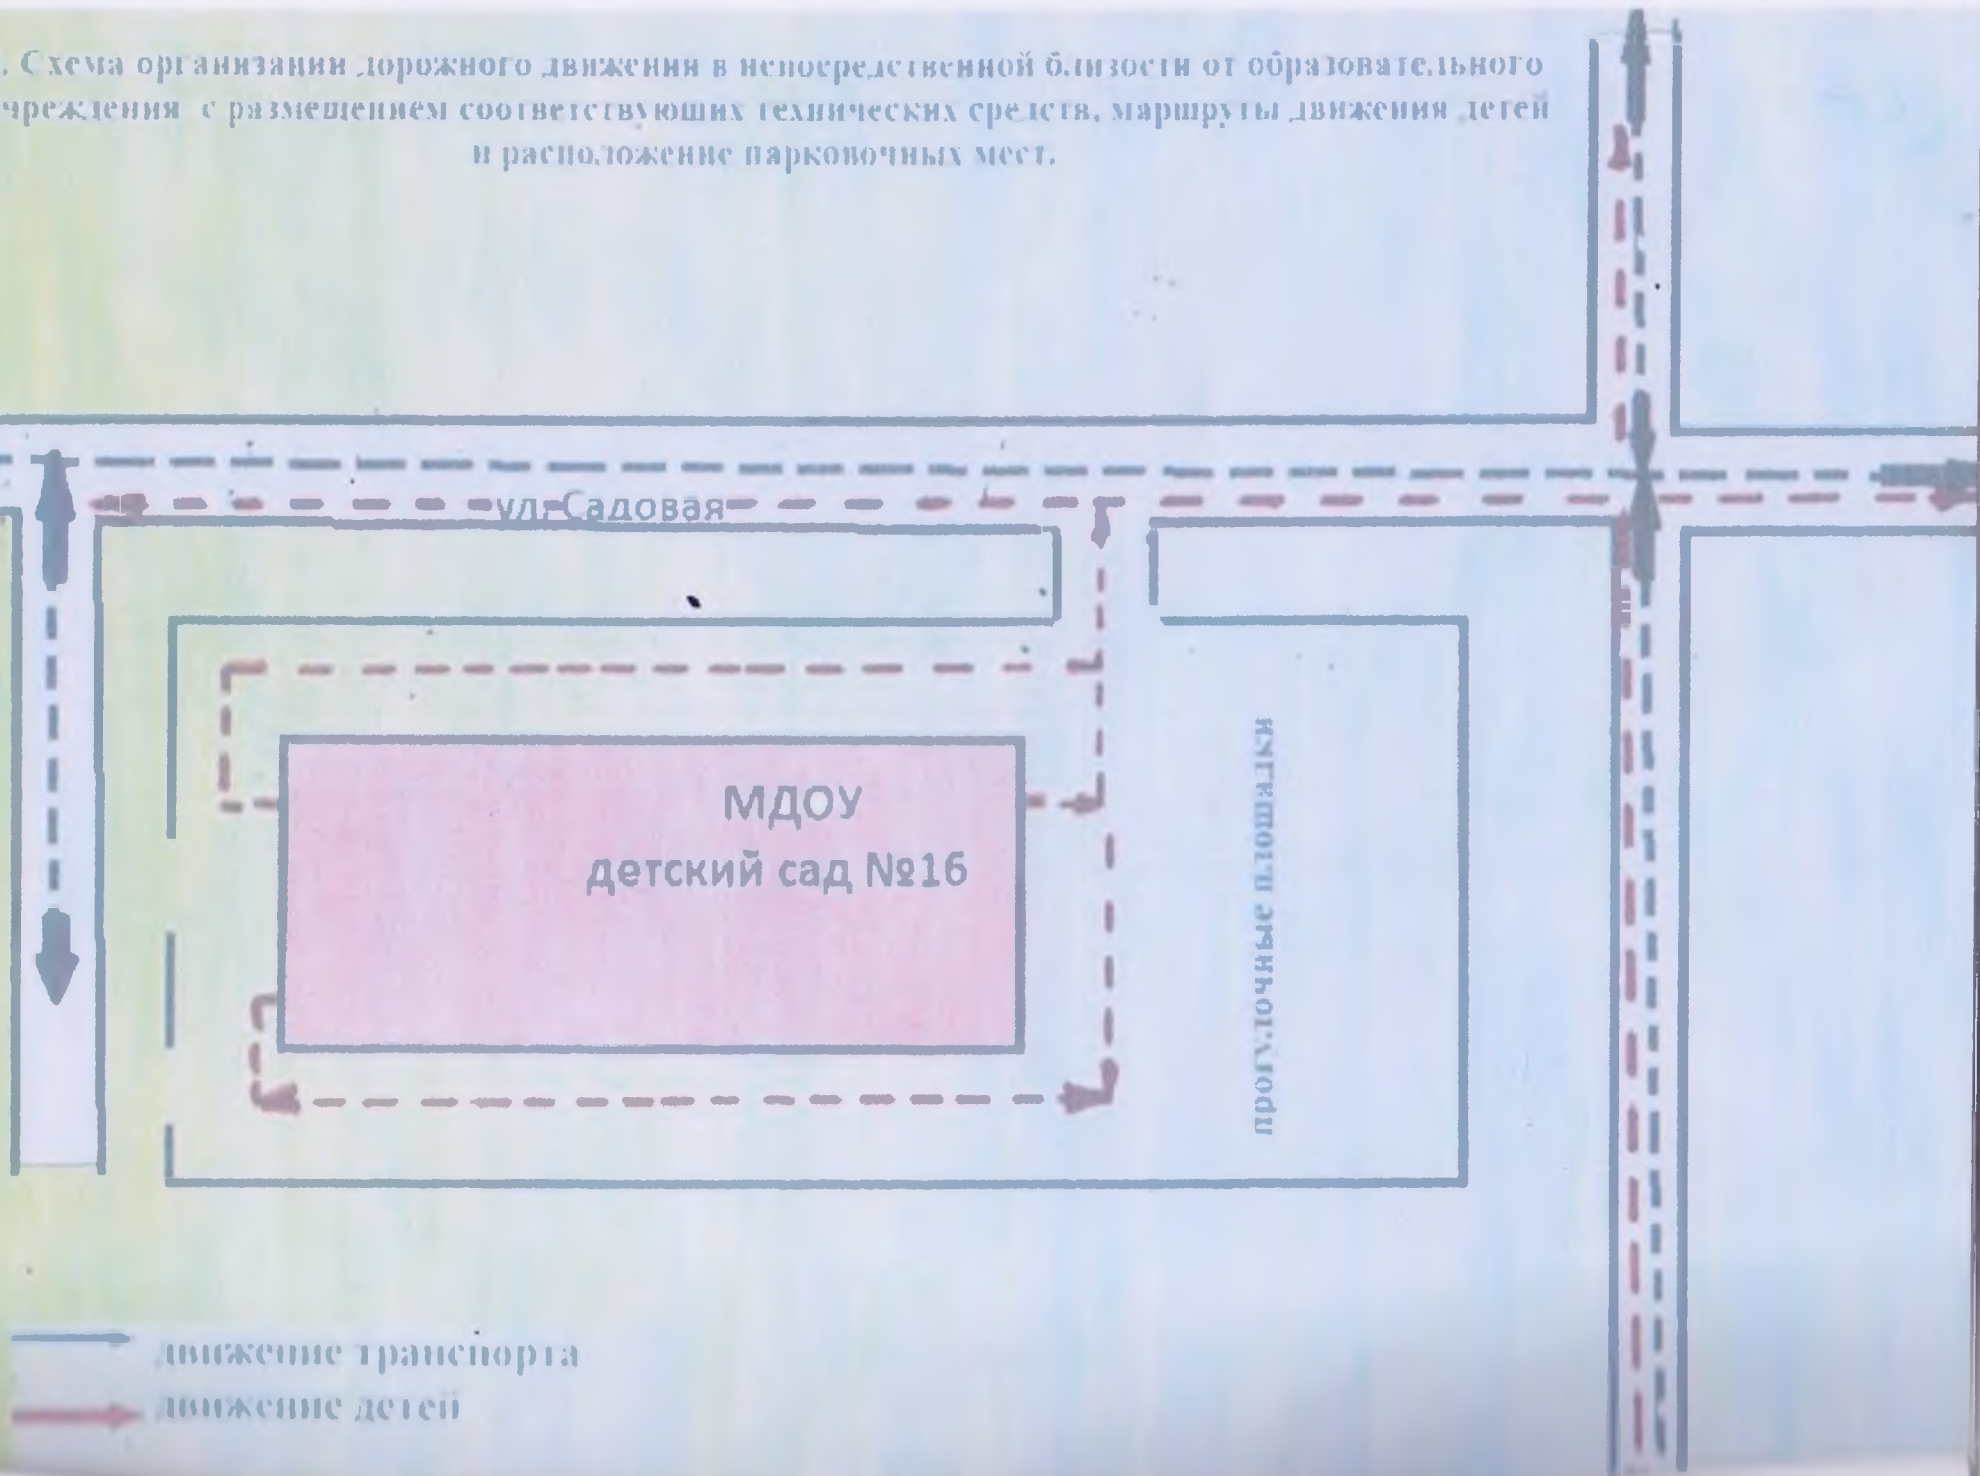 . Схема организации дорожного движения в непосредственной близости от образовательного
чреждения с размещением соответствующих технических средств, маршруты движения детей
и расположение парковочных мест.
ул. Садовая
МДОУ
детский сад №16
прогулочные площадки
движение транспорта
движение детей